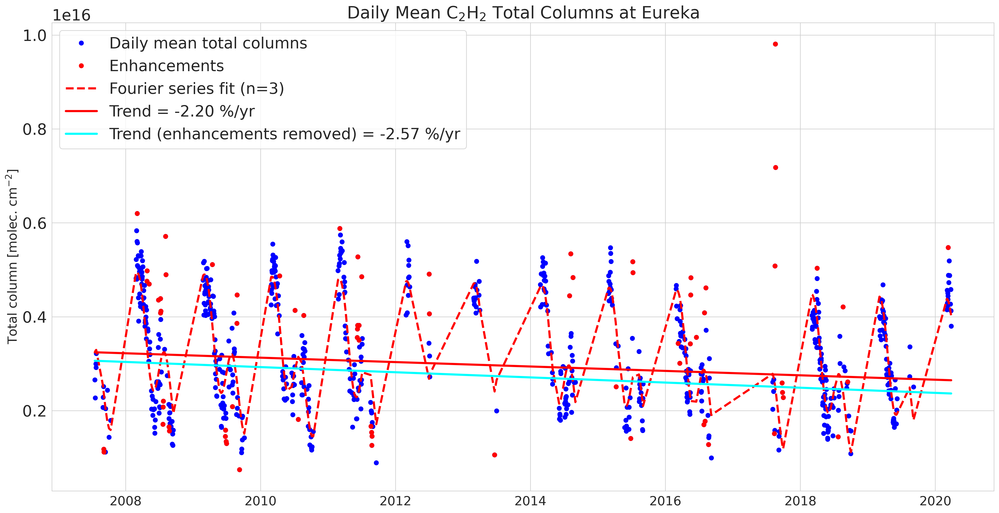 Daily Mean C₂H₂ Total Columns at Eureka
1e16
1.0
0.8
0.6
0.4
0.2
Total column [molec. cm⁻²]
Daily mean total columns
Enhancements
Fourier series fit (n=3)
Trend = -2.20 %/yr
Trend (enhancements removed) = -2.57 %/yr
2008
2010
2012
2014
2016
2018
2020